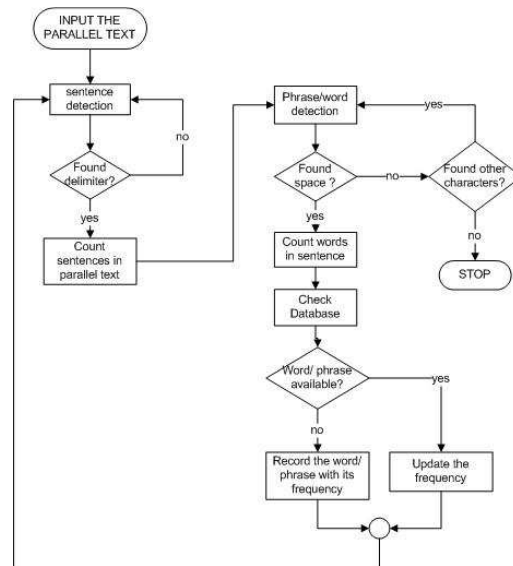 INPUT THE
PARALLEL TEXT
sentence
detection
no
Found
delimiter?
yes
Count
sentences in
parallel text
Phrase/word
detection
yes
Found
space ?
no
Found other
characters?
yes
no
Count words
in sentence
STOP
Check
Database
Word/ phrase
available?
yes
no
Record the word/
phrase with its
frequency
Update the
frequency